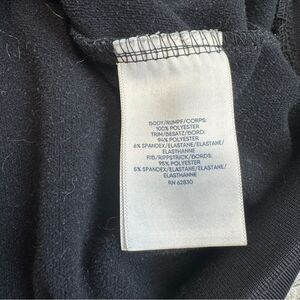 BODY/RUMPF/CORPS:
100% POLYESTER
TRIM/BESATZ/BORD:
94% POLYESTER
6% SPANDEX/ELASTANE/ELASTANE/
ELASTHANNE
RIB/RIPPSTRICK/BORDS:
95% POLYESTER
5% SPANDEX/ELASTANE/ELASTANE/
ELASTHANNE
RN 62830